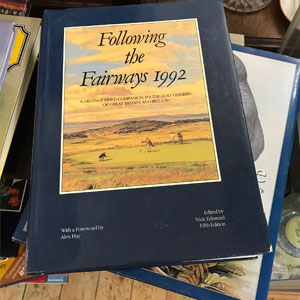 Following
the
Fairways 1992
A DISTINGUISHED COMPANION TO THE GOLF COURSES
OF GREAT BRITAIN AND IRELAND
With a Foreword by
Alex Hay
Edited by
Nick Edmund
Fifth Edition